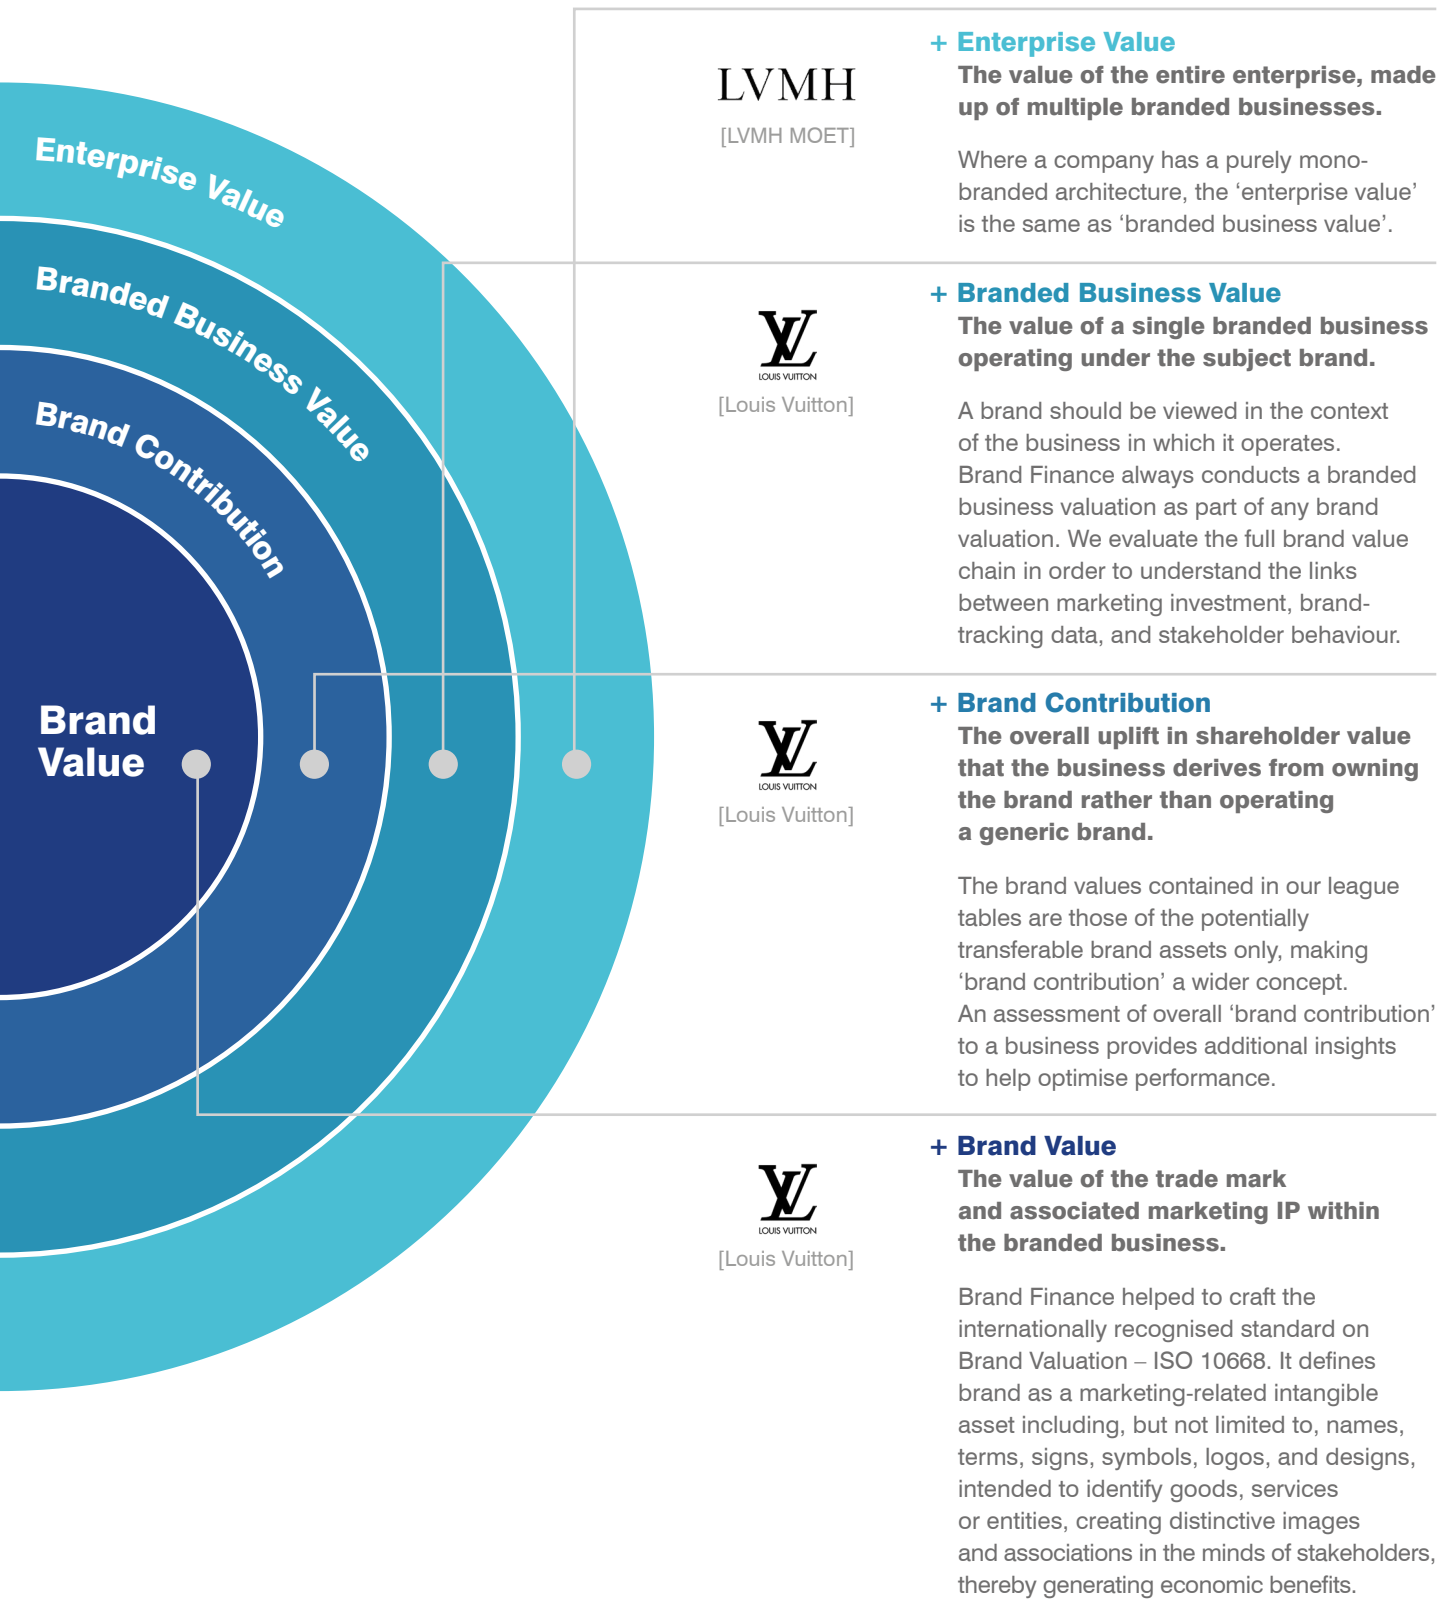 Enterprise Value
Branded Business Value
Brand Contribution
Brand
Value
LVMH
[LVMH MOET]
+ Enterprise Value
The value of the entire enterprise, made
up of multiple branded businesses.
Where a company has a purely mono-
branded architecture, the ‘enterprise value’
is the same as ‘branded business value’.
LV
LOUIS VUITTON
[Louis Vuitton]
+ Branded Business Value
The value of a single branded business
operating under the subject brand.
A brand should be viewed in the context
of the business in which it operates.
Brand Finance always conducts a branded
business valuation as part of any brand
valuation. We evaluate the full brand value
chain in order to understand the links
between marketing investment, brand-
tracking data, and stakeholder behaviour.
LV
LOUIS VUITTON
[Louis Vuitton]
+ Brand Contribution
The overall uplift in shareholder value
that the business derives from owning
the brand rather than operating
a generic brand.
The brand values contained in our league
tables are those of the potentially
transferable brand assets only, making
‘brand contribution’ a wider concept.
An assessment of overall ‘brand contribution’
to a business provides additional insights
to help optimise performance.
LV
LOUIS VUITTON
[Louis Vuitton]
+ Brand Value
The value of the trade mark
and associated marketing IP within
the branded business.
Brand Finance helped to craft the
internationally recognised standard on
Brand Valuation – ISO 10668. It defines
brand as a marketing-related intangible
asset including, but not limited to, names,
terms, signs, symbols, logos, and designs,
intended to identify goods, services
or entities, creating distinctive images
and associations in the minds of stakeholders,
thereby generating economic benefits.